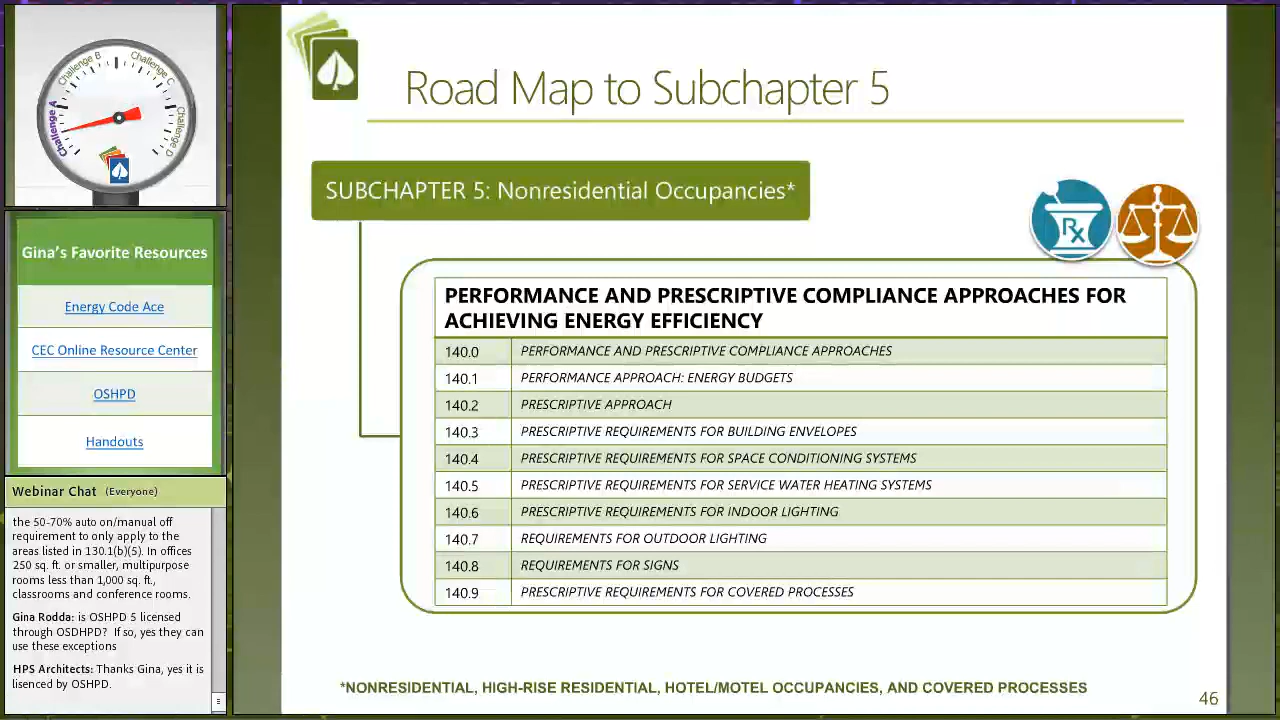 Challenge A
Challenge B
Challenge C
Challenge D
Gina's Favorite Resources
Energy Code Ace
CEC Online Resource Center
OSHPD
Handouts
Webinar Chat (Everyone)
the 50-70% auto on/manual off
requirement to only apply to the
areas listed in 130.1(b)(5). In offices
250 sq. ft. or smaller, multipurpose
rooms less than 1,000 sq. ft.,
classrooms and conference rooms.
Gina Rodda: is OSHPD 5 licensed
through OSDHPD? If so, yes they can
use these exceptions
HPS Architects: Thanks Gina, yes it is
lisenced by OSHPD.
Road Map to Subchapter 5
SUBCHAPTER 5: Nonresidential Occupancies*
Rx
PERFORMANCE AND PRESCRIPTIVE COMPLIANCE APPROACHES FOR
ACHIEVING ENERGY EFFICIENCY
140.0 PERFORMANCE AND PRESCRIPTIVE COMPLIANCE APPROACHES
140.1 PERFORMANCE APPROACH: ENERGY BUDGETS
140.2 PRESCRIPTIVE APPROACH
140.3 PRESCRIPTIVE REQUIREMENTS FOR BUILDING ENVELOPES
140.4 PRESCRIPTIVE REQUIREMENTS FOR SPACE CONDITIONING SYSTEMS
140.5 PRESCRIPTIVE REQUIREMENTS FOR SERVICE WATER HEATING SYSTEMS
140.6 PRESCRIPTIVE REQUIREMENTS FOR INDOOR LIGHTING
140.7 REQUIREMENTS FOR OUTDOOR LIGHTING
140.8 REQUIREMENTS FOR SIGNS
140.9 PRESCRIPTIVE REQUIREMENTS FOR COVERED PROCESSES
*NONRESIDENTIAL, HIGH-RISE RESIDENTIAL, HOTEL/MOTEL OCCUPANCIES, AND COVERED PROCESSES
46